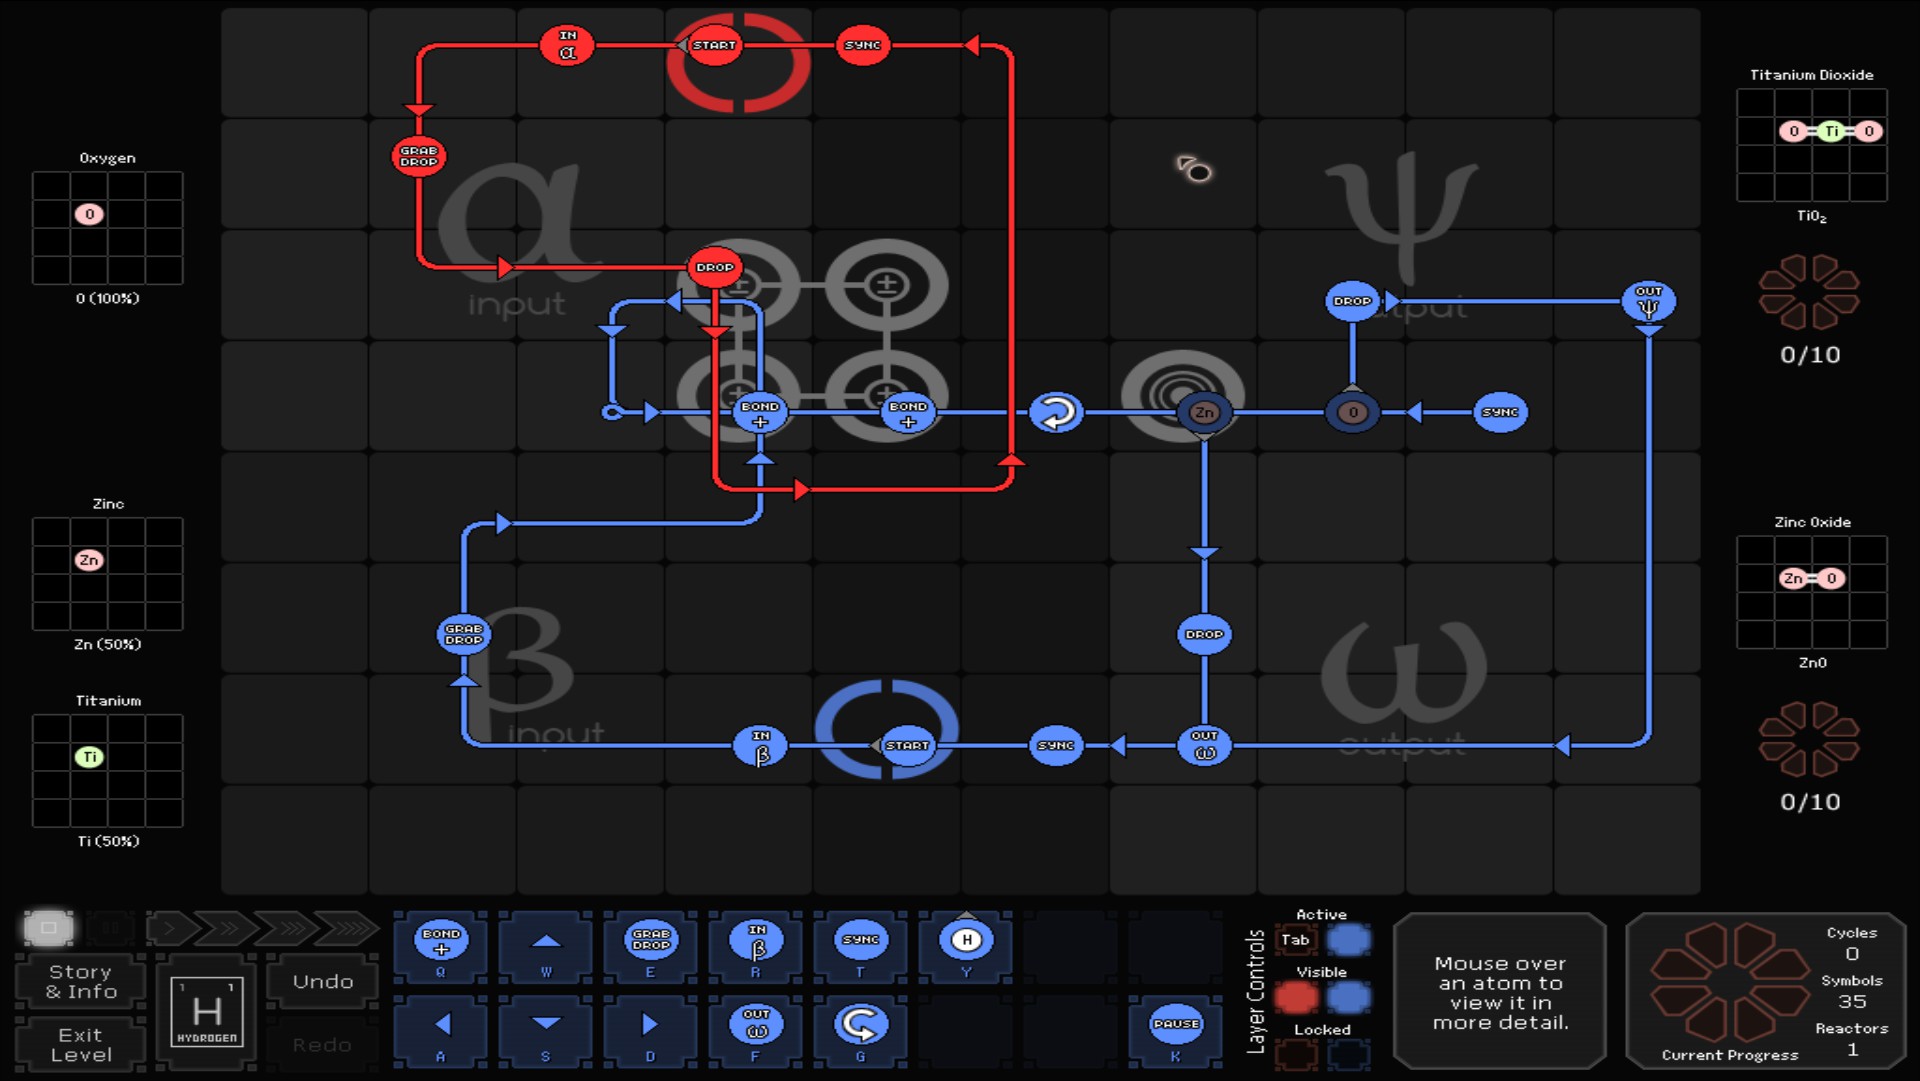 IN
α
START
SYNC
Titanium Dioxide
O
Ti
O
TiO₂
Oxygen
O
O (100%)
GRAB
DROP
α
input
ψ
output
DROP
DROP
OUT
ψ
0/10
BOND
+
BOND
+
Zn
O
SYNC
Zinc
Zn
Zn (50%)
Zinc Oxide
Zn
O
ZnO
GRAB
DROP
β
input
DROP
ω
output
Titanium
Ti
Ti (50%)
IN
β
START
SYNC
OUT
ω
0/10
Story
& Info
Exit
Level
1 1
H
HYDROGEN
Undo
Redo
BOND
+
Q
W
GRAB
DROP
E
IN
β
R
SYNC
T
H
Y
A
S
D
OUT
ω
F
G
PAUSE
K
Layer Controls
Active
Tab
Visible
Locked
Mouse over
an atom to
view it in
more detail.
Cycles
0
Symbols
35
Reactors
1
Current Progress